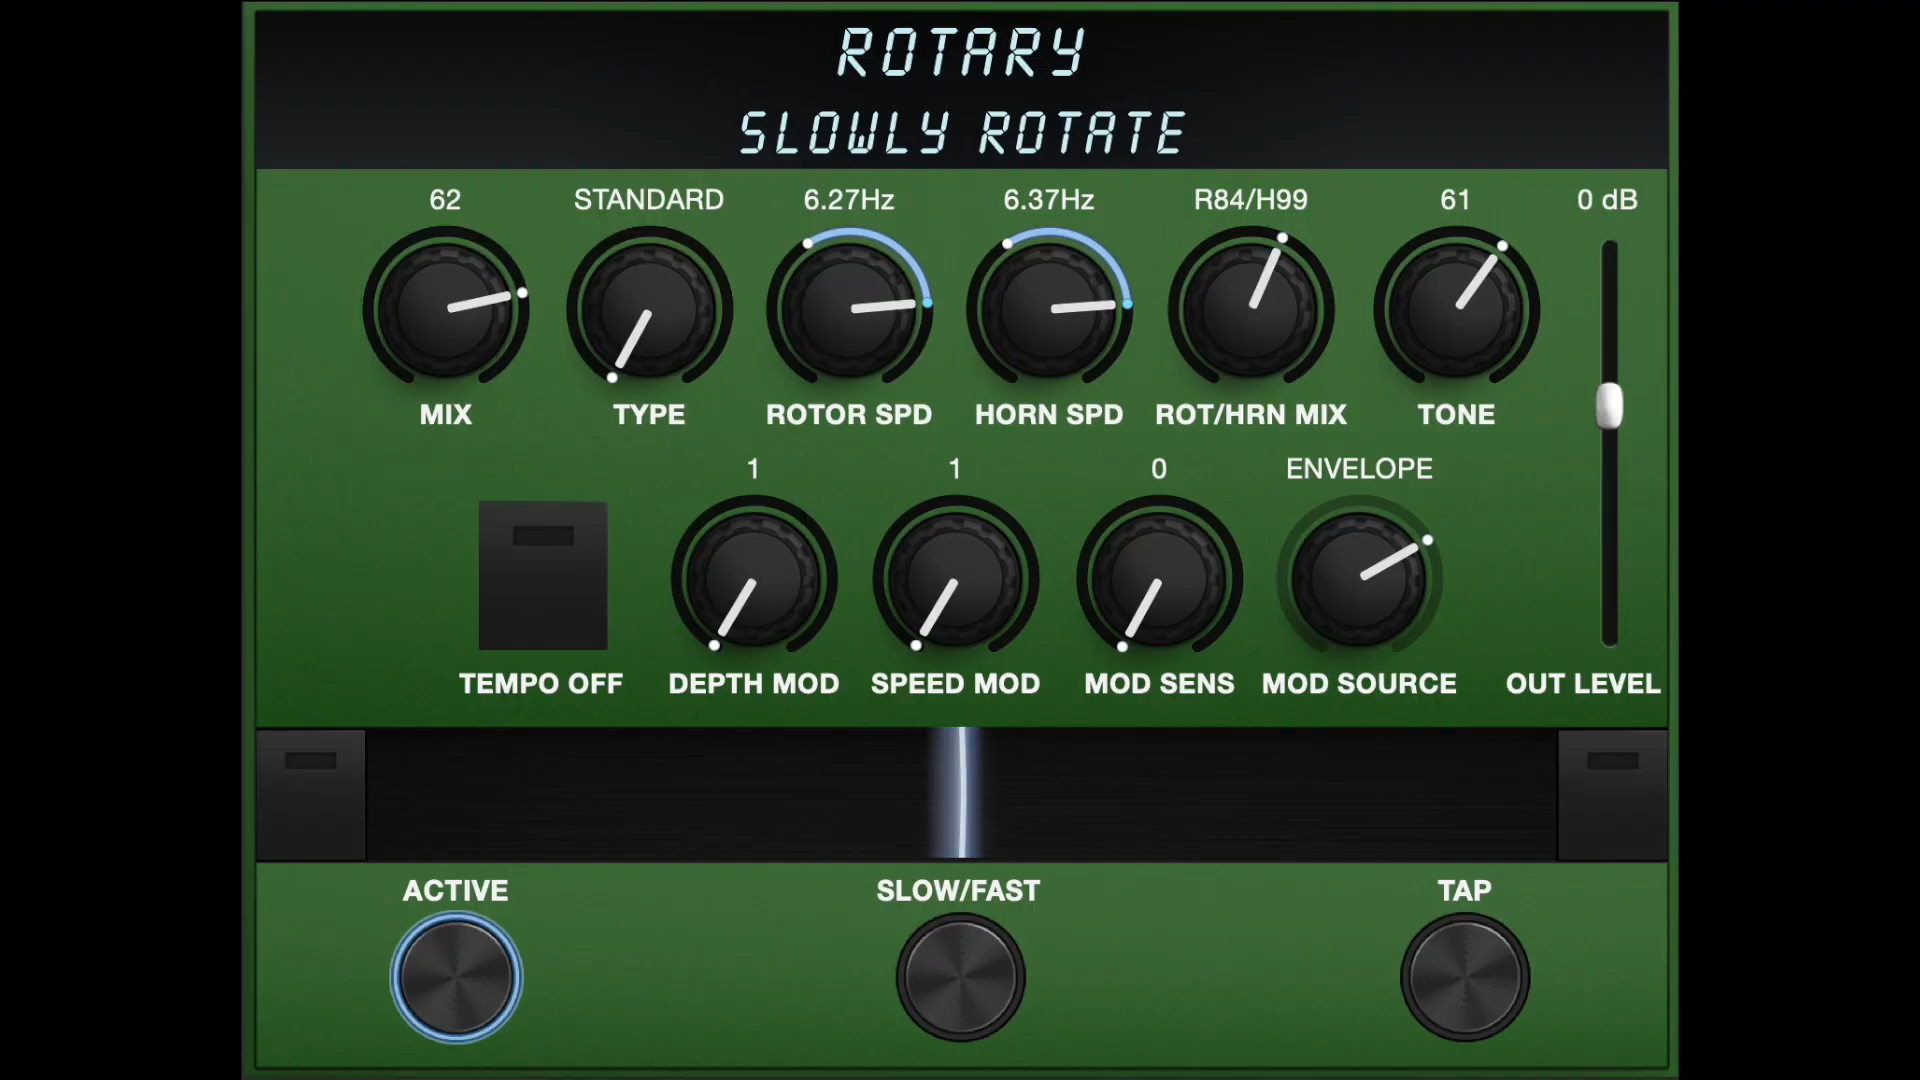 ROTARY
SLOWLY ROTATE
62 STANDARD 6.27Hz 6.37Hz R84/H99 61 0 dB
MIX TYPE ROTOR SPD HORN SPD ROT/HRN MIX TONE
1 1 0 ENVELOPE
TEMPO OFF DEPTH MOD SPEED MOD MOD SENS MOD SOURCE OUT LEVEL
ACTIVE SLOW/FAST TAP